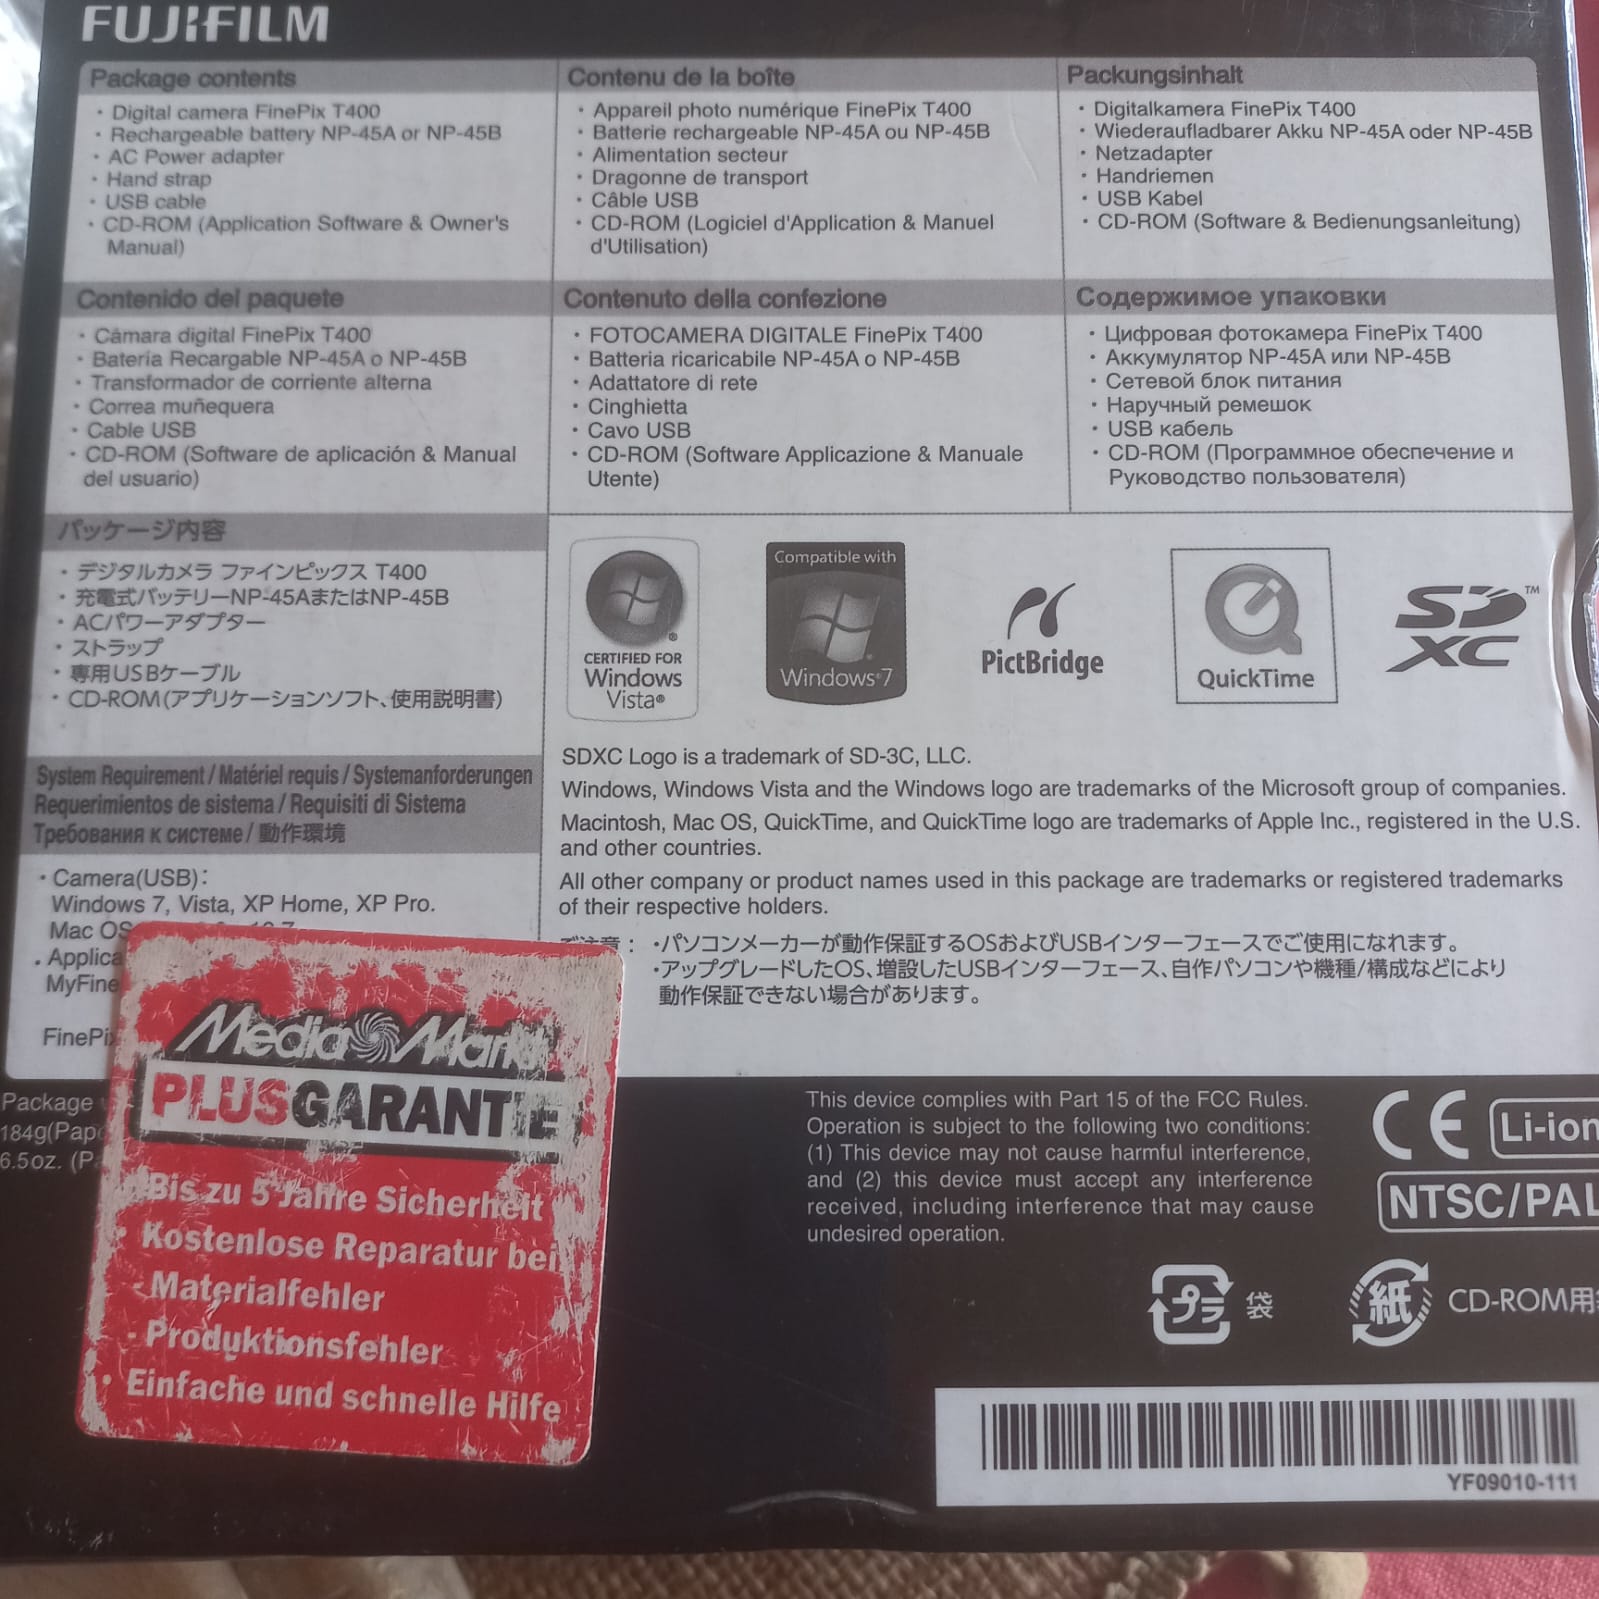 FUJIFILM
Package contents
・Digital camera FinePix T400
・Rechargeable battery NP-45A or NP-45B
・AC Power adapter
・Hand strap
・USB cable
・CD-ROM (Application Software & Owner's
Manual)
Contenu de la boîte
・Appareil photo numérique FinePix T400
・Batterie rechargeable NP-45A ou NP-45B
・Alimentation secteur
・Dragonne de transport
・Câble USB
・CD-ROM (Logiciel d'Application & Manuel
d'Utilisation)
Packungsinhalt
・Digitalkamera FinePix T400
・Wiederaufladbarer Akku NP-45A oder NP-45B
・Netzadapter
・Handriemen
・USB Kabel
・CD-ROM (Software & Bedienungsanleitung)
Contenido del paquete
・Cámara digital FinePix T400
・Bateria Recargable NP-45A o NP-45B
・Transformador de corriente alterna
・Correa muñequera
・Cable USB
・CD-ROM (Software de aplicación & Manual
del usuario)
Contenuto della confezione
・FOTOCAMERA DIGITALE FinePix T400
・Batteria ricaricabile NP-45A o NP-45B
・Adattatore di rete
・Cinghietta
・Cavo USB
・CD-ROM (Software Applicazione & Manuale
Utente)
Содержимое упаковки
・Цифровая фотокамера FinePix T400
・Аккумулятор NP-45A или NP-45B
・Сетевой блок питания
・Наручный ремешок
・USB кабель
・CD-ROM (Программное обеспечение и
Руководство пользователя)
パッケージ内容
・デジタルカメラ ファインピックス T400
・充電式バッテリーNP-45AまたはNP-45B
・ACパワーアダプター
・ストラップ
・専用USBケーブル
・CD-ROM(アプリケーションソフト、使用説明書)
CERTIFIED FOR
Windows
Vista®
Compatible with
Windows®7
PictBridge
QuickTime
SD™
XC
System Requirement / Matériel requis / Systemanforderungen
Requerimientos de sistema / Requisiti di Sistema
Требования к системе / 動作環境
・Camera(USB):
Windows 7, Vista, XP Home, XP Pro.
Mac OS
・Applica
MyFine
FinePix
SDXC Logo is a trademark of SD-3C, LLC.
Windows, Windows Vista and the Windows logo are trademarks of the Microsoft group of companies.
Macintosh, Mac OS, QuickTime, and QuickTime logo are trademarks of Apple Inc., registered in the U.S.
and other countries.
All other company or product names used in this package are trademarks or registered trademarks
of their respective holders.
ご注意：・パソコンメーカーが動作保証するOSおよびUSBインターフェースでご使用になれます。
・アップグレードしたOS、増設したUSBインターフェース、自作パソコンや機種/構成などにより
動作保証できない場合があります。
Media Markt
PLUSGARANTIE
・Bis zu 5 Jahre Sicherheit
・Kostenlose Reparatur bei
- Materialfehler
- Produktionsfehler
・Einfache und schnelle Hilfe
Package
184g(Pap
6.5oz. (P
This device complies with Part 15 of the FCC Rules.
Operation is subject to the following two conditions:
(1) This device may not cause harmful interference,
and (2) this device must accept any interference
received, including interference that may cause
undesired operation.
CE
Li-ion
NTSC/PAL
プラ 袋
紙 CD-ROM用
YF09010-111